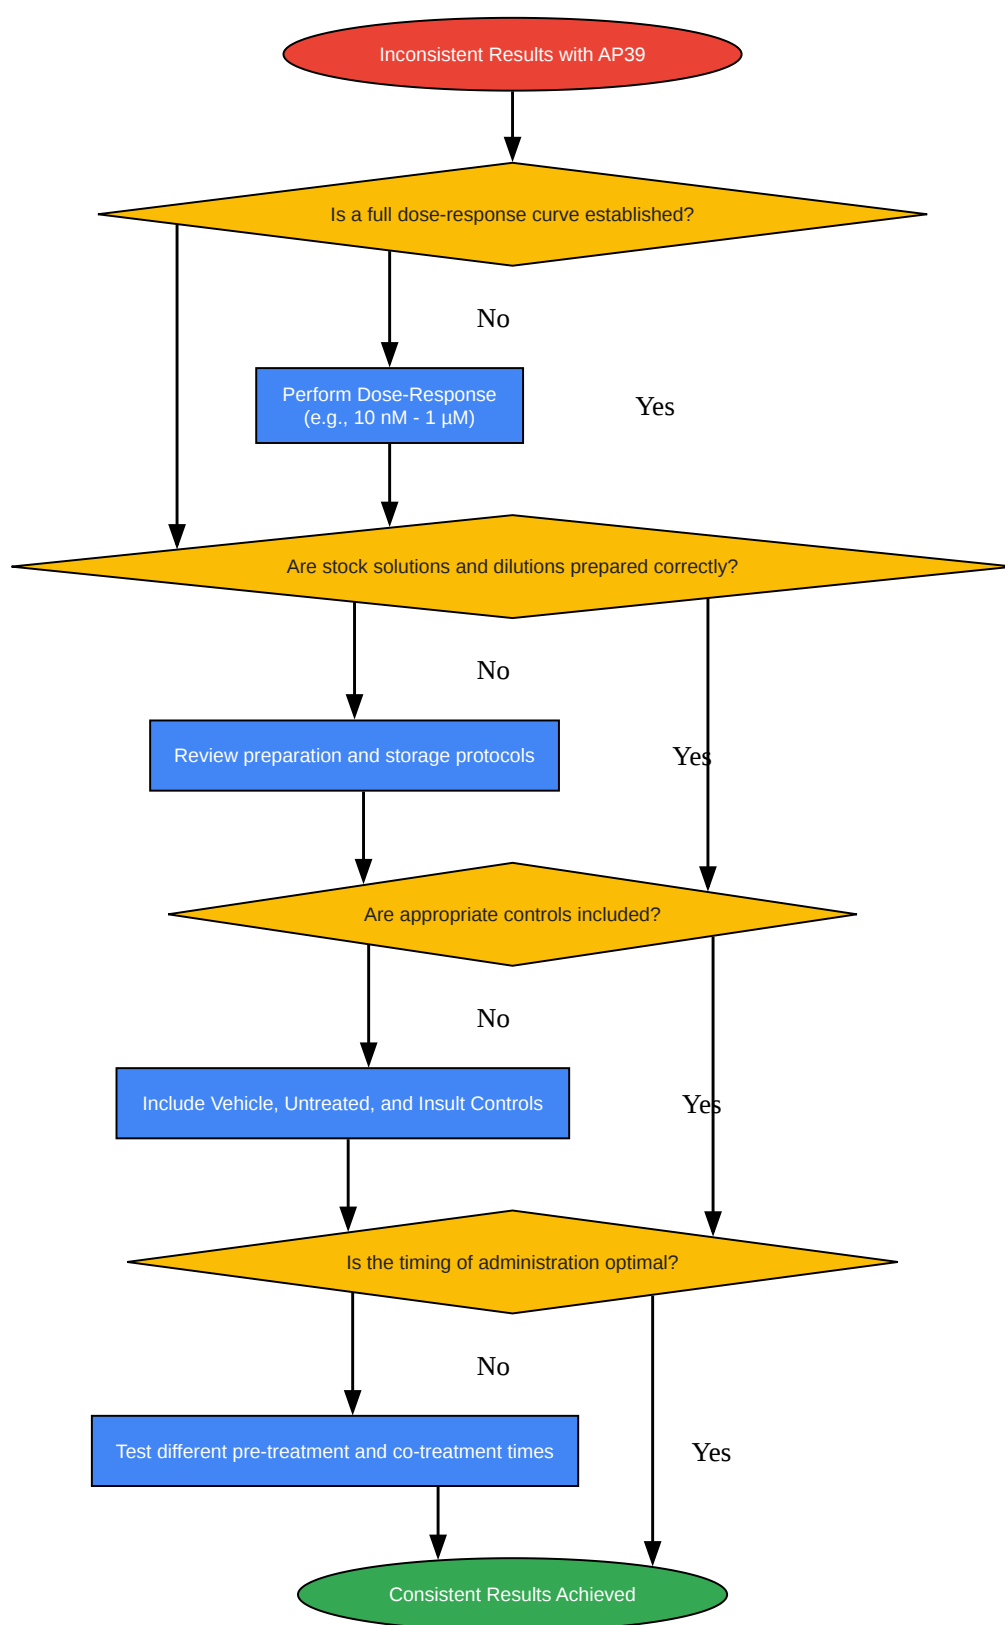 Inconsistent Results with AP39
Is a full dose-response curve established?
No
Perform Dose-Response
(e.g., 10 nM - 1 µM)
Yes
Are stock solutions and dilutions prepared correctly?
No
Review preparation and storage protocols
Yes
Are appropriate controls included?
No
Include Vehicle, Untreated, and Insult Controls
Yes
Is the timing of administration optimal?
No
Test different pre-treatment and co-treatment times
Yes
Consistent Results Achieved